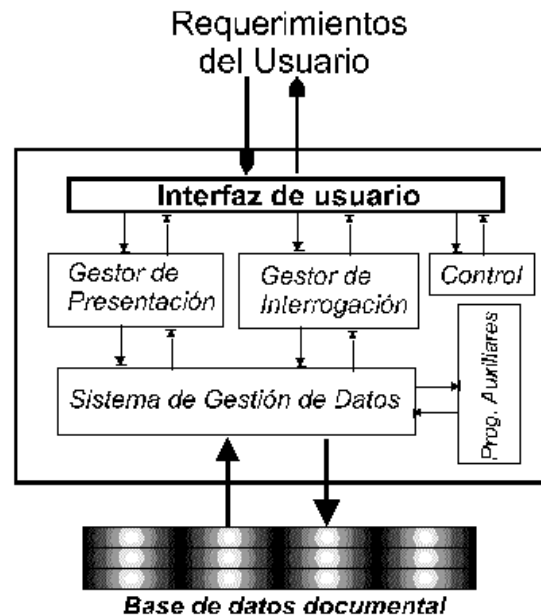 Requerimientos
del Usuario
Interfaz de usuario
Gestor de
Presentación
Gestor de
Interrogación
Control
Sistema de Gestión de Datos
Prog. Auxiliares
Base de datos documental